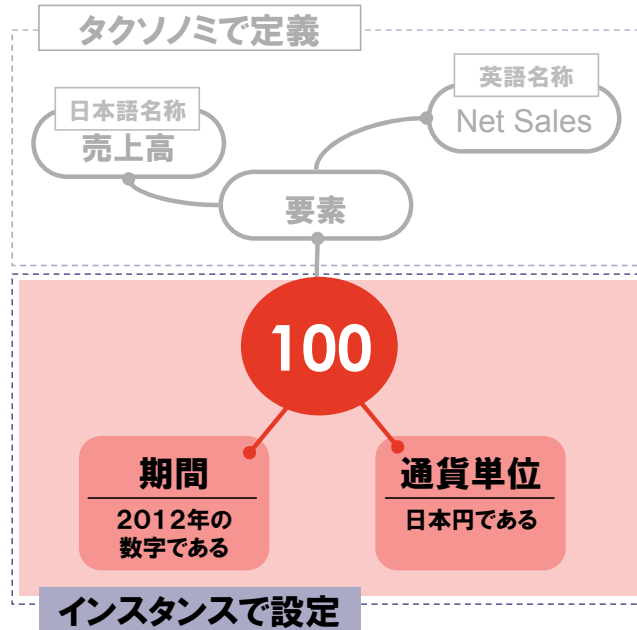 タクソノミで定義
英語名称
Net Sales
日本語名称
売上高
要素
100
期間
2012年の
数字である
通貨単位
日本円である
インスタンスで設定